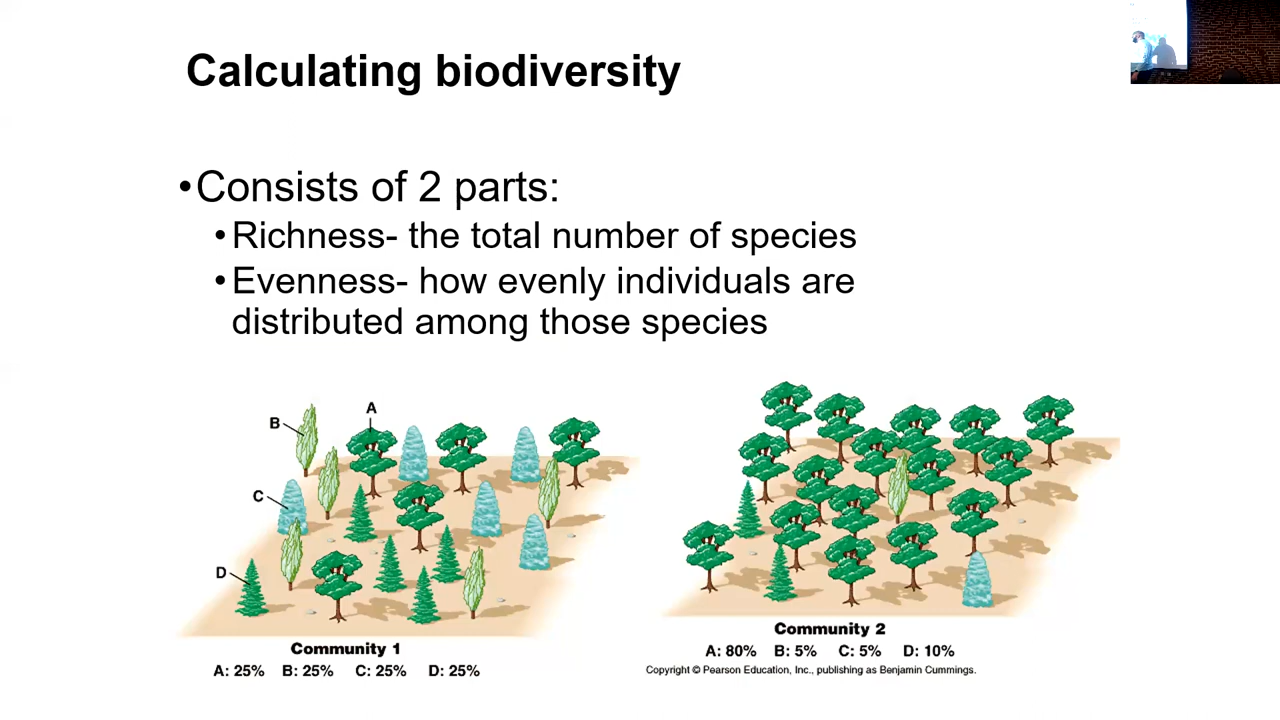 Calculating biodiversity
•Consists of 2 parts:
•Richness- the total number of species
•Evenness- how evenly individuals are
distributed among those species
A
B
C
D
Community 1
A: 25% B: 25% C: 25% D: 25%
Community 2
A: 80% B: 5% C: 5% D: 10%
Copyright © Pearson Education, Inc., publishing as Benjamin Cummings.